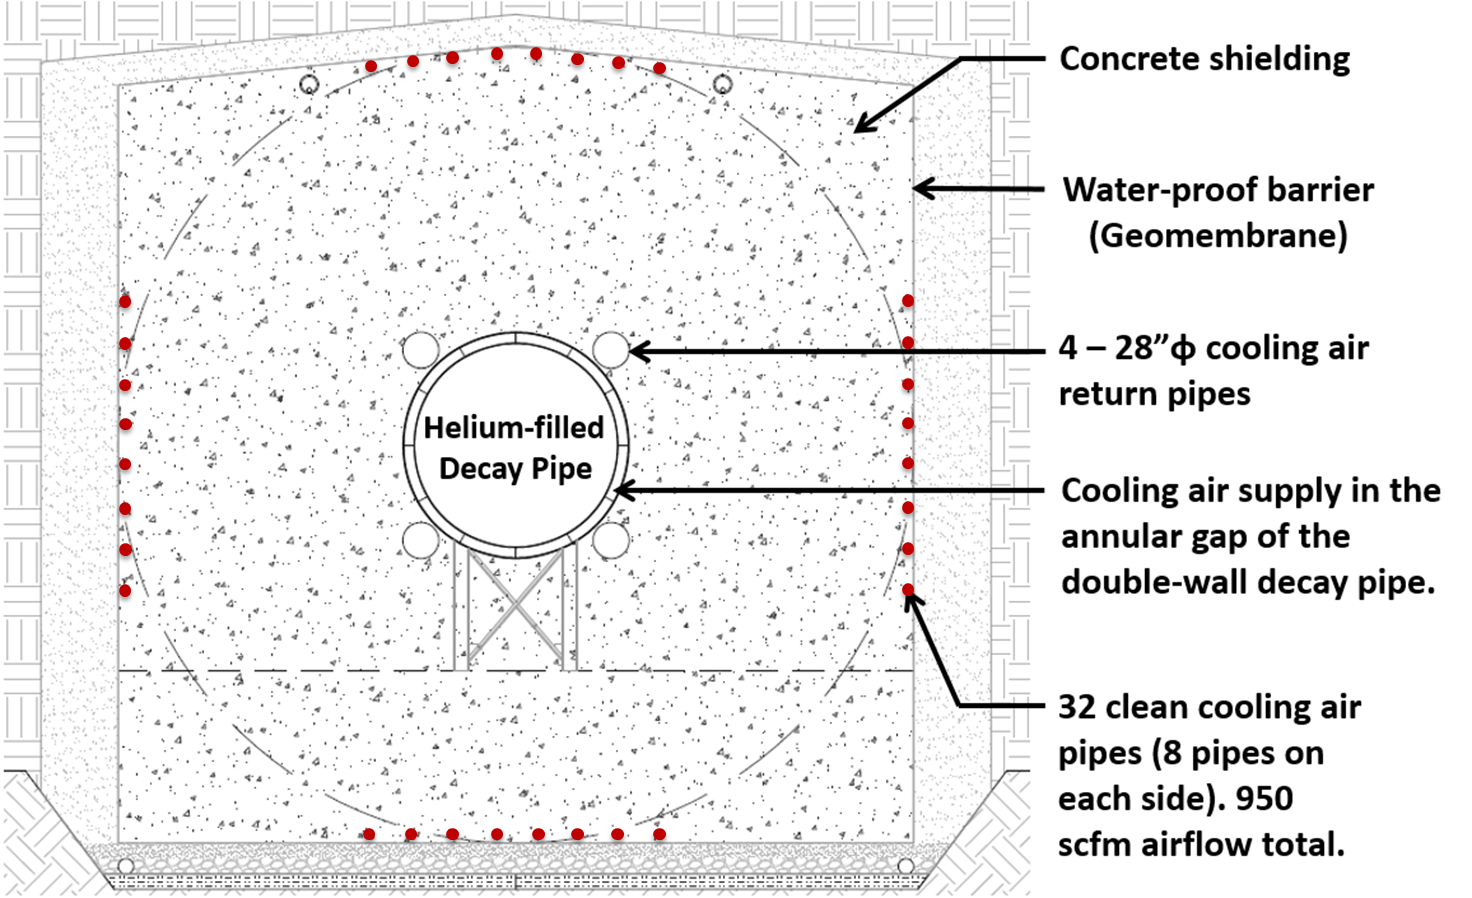 Concrete shielding
Water-proof barrier
(Geomembrane)
4 – 28”ϕ cooling air
return pipes
Helium-filled
Decay Pipe
Cooling air supply in the
annular gap of the
double-wall decay pipe.
32 clean cooling air
pipes (8 pipes on
each side). 950
scfm airflow total.